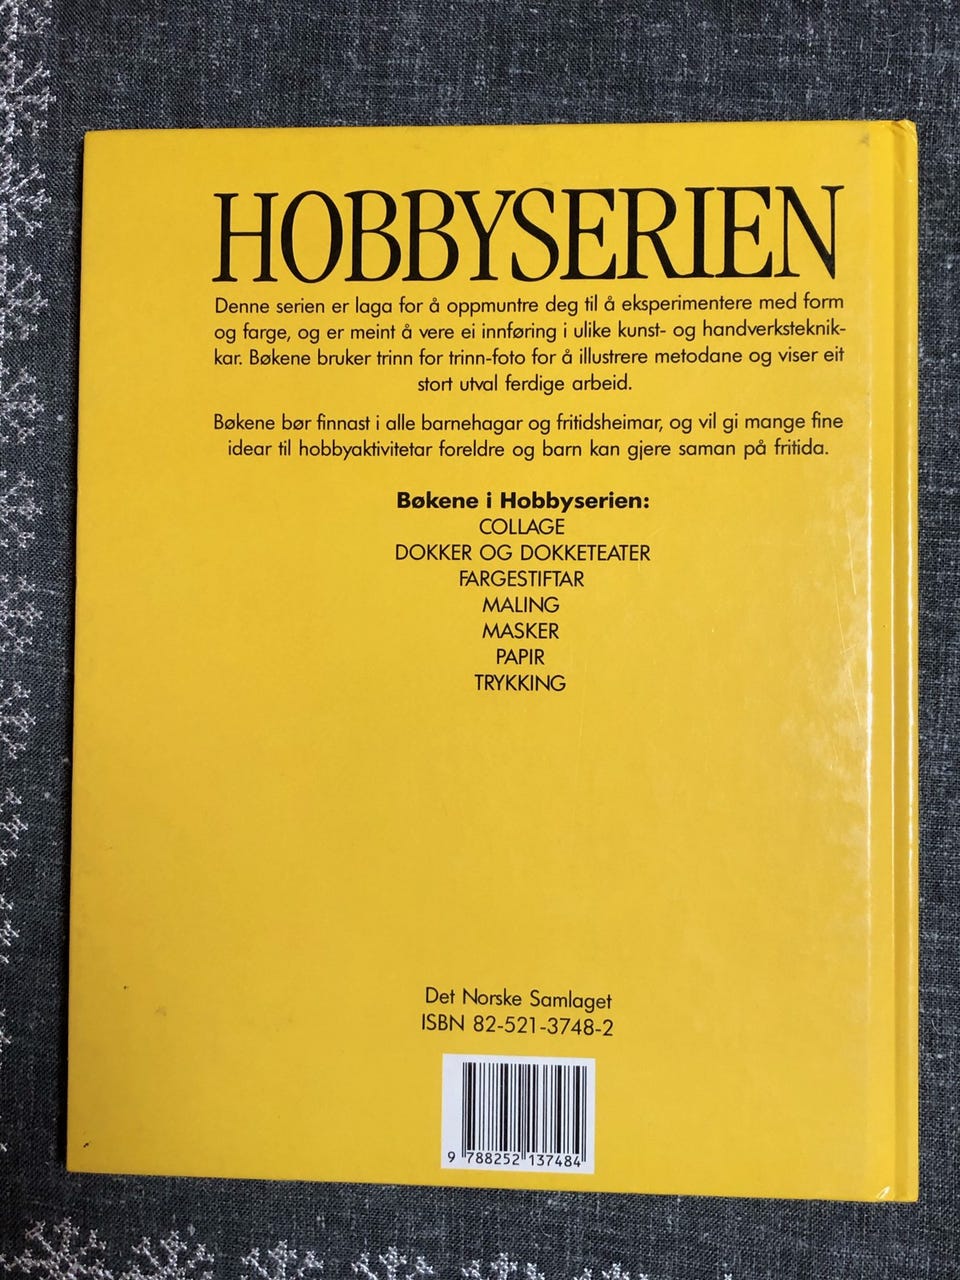 HOBBYSERIEN
Denne serien er laga for å oppmuntre deg til å eksperimentere med form
og farge, og er meint å vere ei innføring i ulike kunst- og handverksteknik-
kar. Bøkene bruker trinn for trinn-foto for å illustrere metodane og viser eit
stort utval ferdige arbeid.
Bøkene bør finnast i alle barnehagar og fritidsheimar, og vil gi mange fine
idear til hobbyaktivitetar foreldre og barn kan gjere saman på fritida.
Bøkene i Hobbyserien:
COLLAGE
DOKKER OG DOKKETEATER
FARGESTIFTAR
MALING
MASKER
PAPIR
TRYKKING
Det Norske Samlaget
ISBN 82-521-3748-2
9 788252 137484